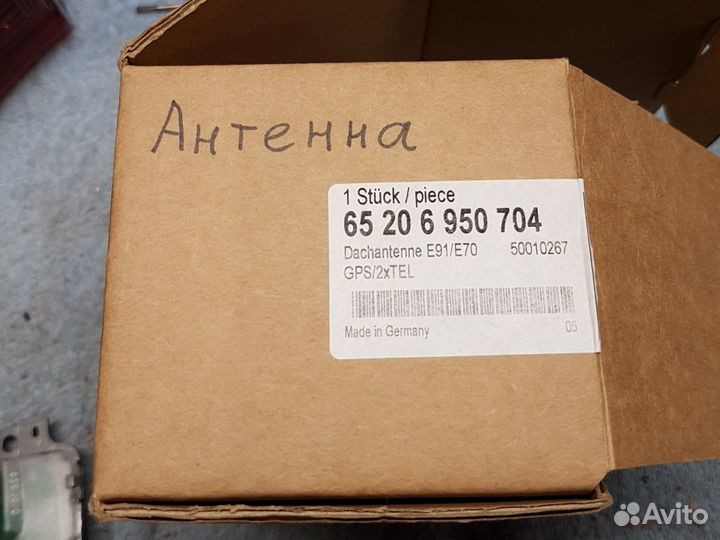 Антенна
1 Stück / piece
65 20 6 950 704
Dachantenne E91/E70 50010267
GPS/2xTEL
Made in Germany 05
Avito